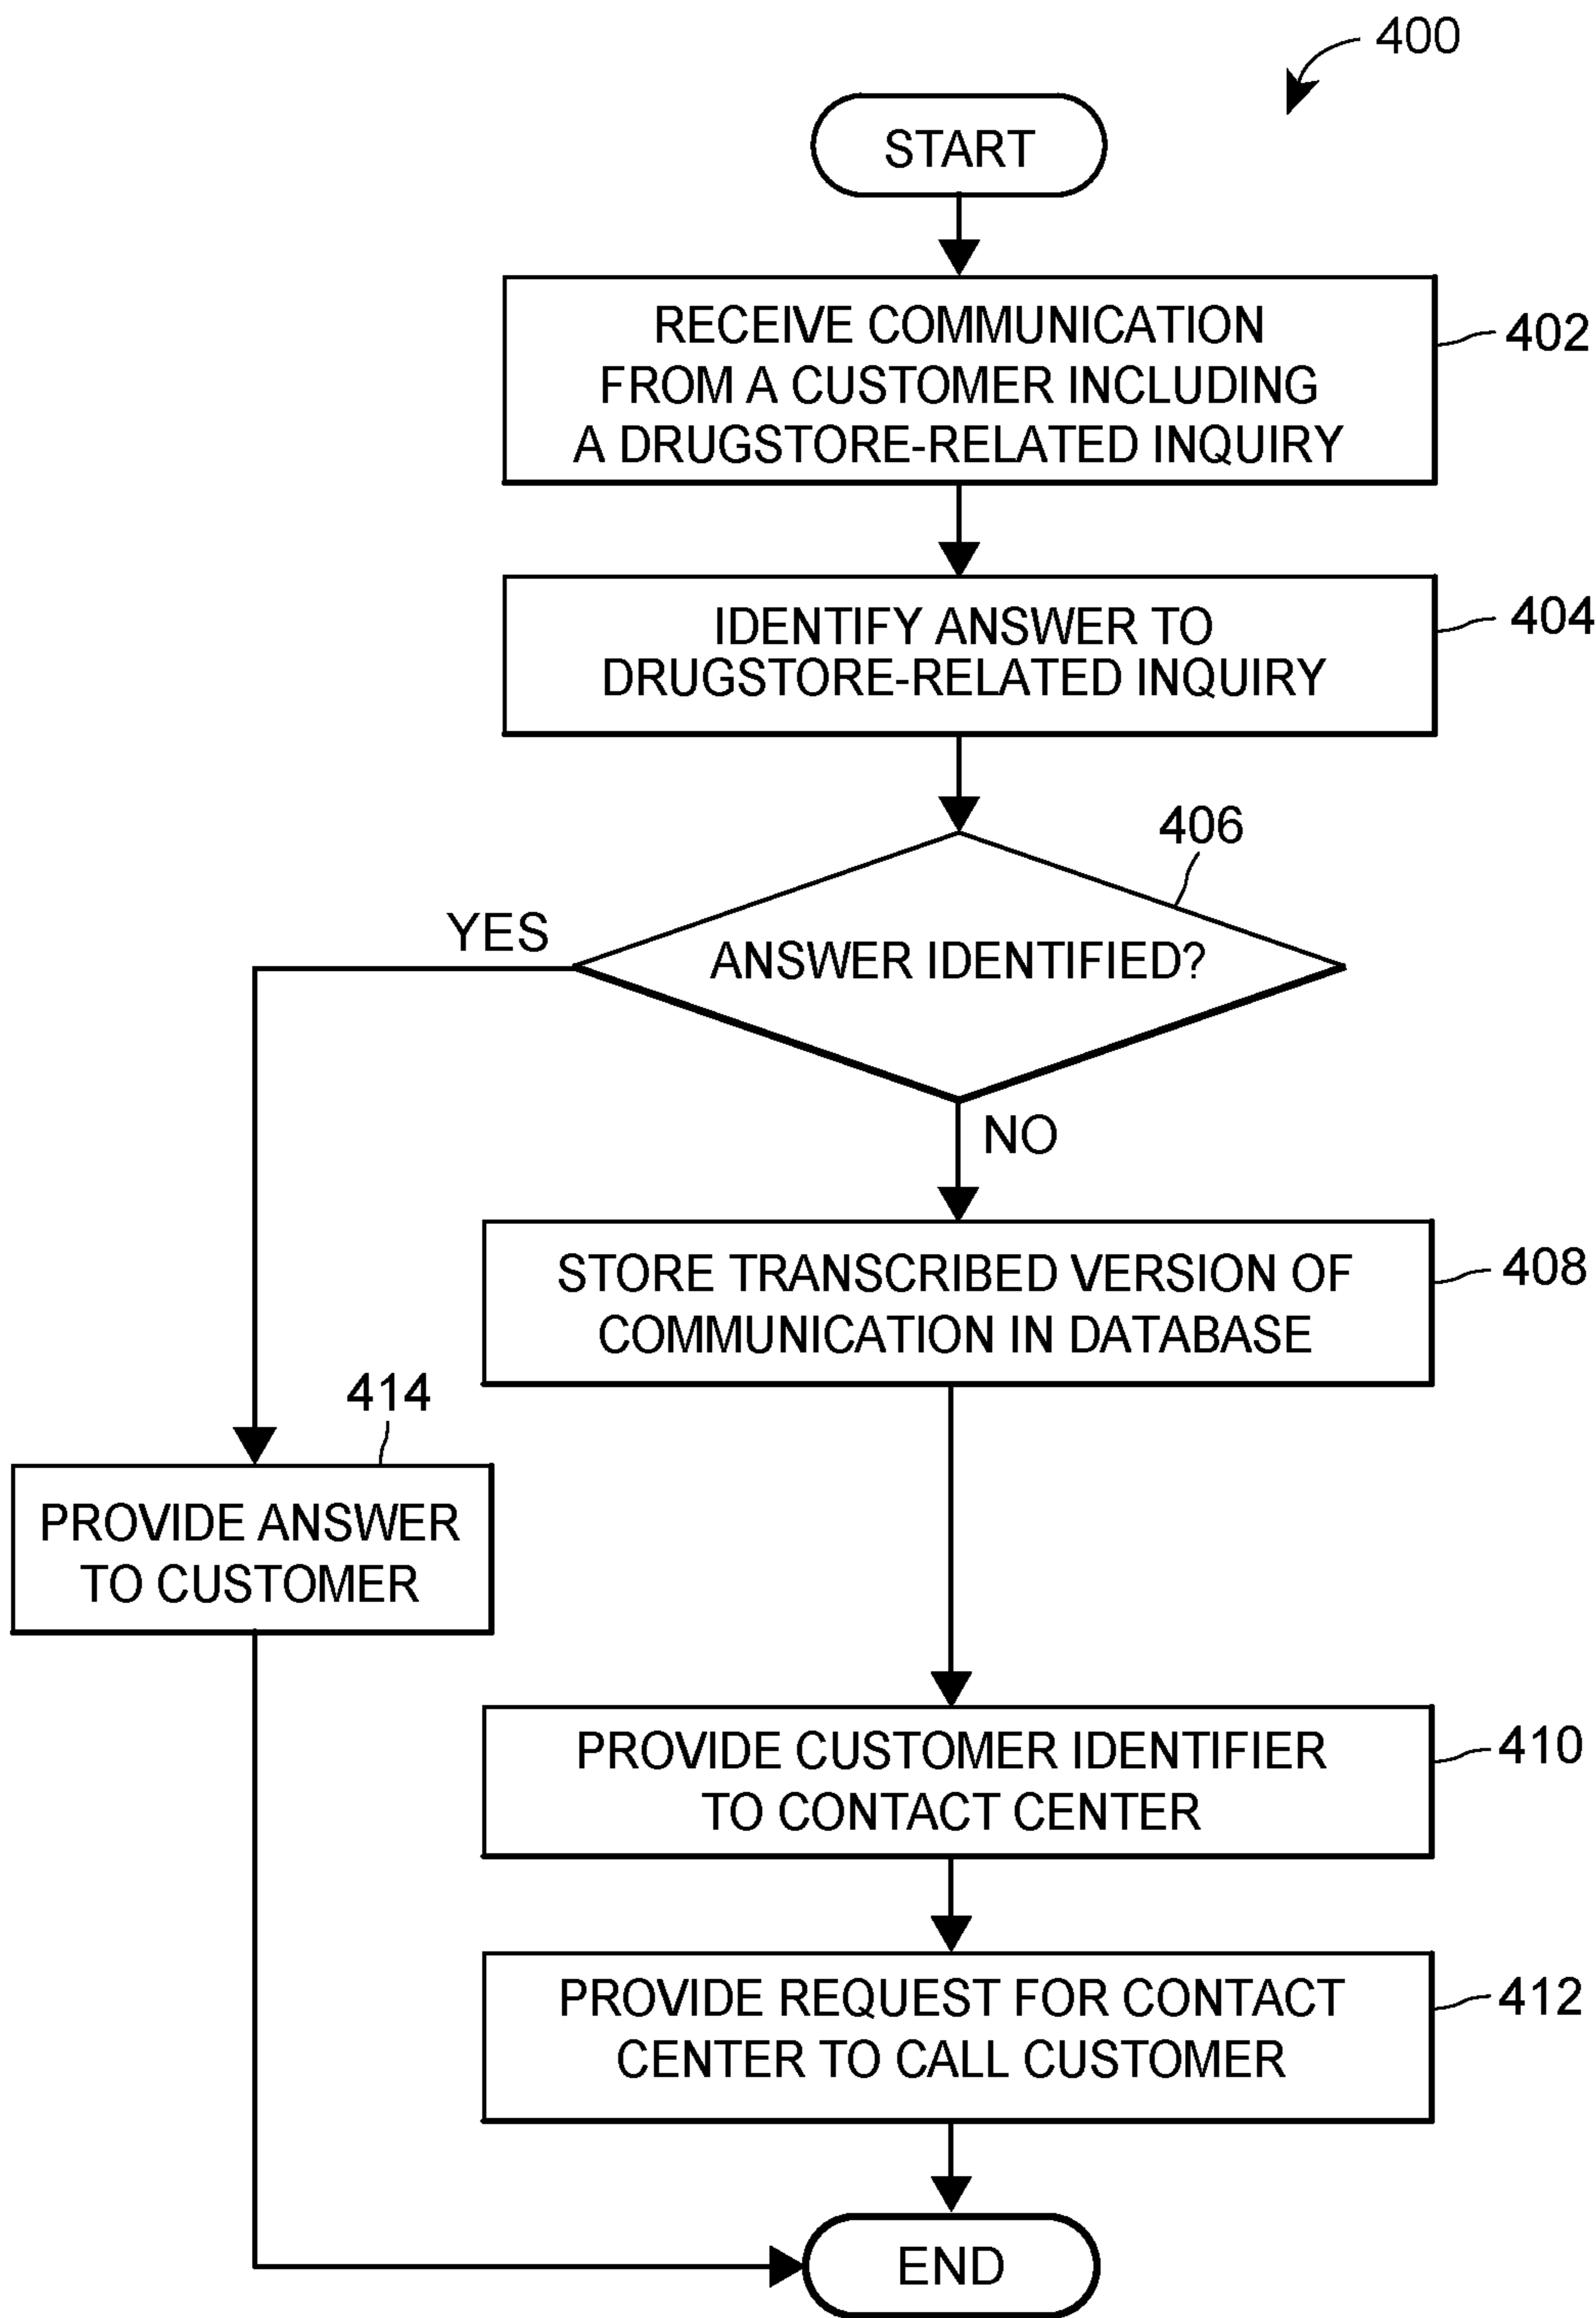 400
START
RECEIVE COMMUNICATION
FROM A CUSTOMER INCLUDING
A DRUGSTORE-RELATED INQUIRY
402
IDENTIFY ANSWER TO
DRUGSTORE-RELATED INQUIRY
404
406
YES
ANSWER IDENTIFIED?
NO
STORE TRANSCRIBED VERSION OF
COMMUNICATION IN DATABASE
408
414
PROVIDE ANSWER
TO CUSTOMER
PROVIDE CUSTOMER IDENTIFIER
TO CONTACT CENTER
410
PROVIDE REQUEST FOR CONTACT
CENTER TO CALL CUSTOMER
412
END